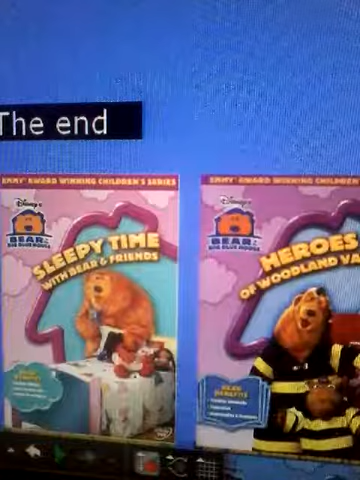 The end
EMMY® AWARD WINNING CHILDREN'S SERIES
EMMY® AWARD WINNING CHILDREN
Disney's
BEAR in the
BIG BLUE HOUSE
SLEEPY TIME
WITH BEAR & FRIENDS
Disney's
BEAR in the
BIG BLUE HOUSE
HEROES
OF WOODLAND VA
BEAR
BENEFITS
DVD